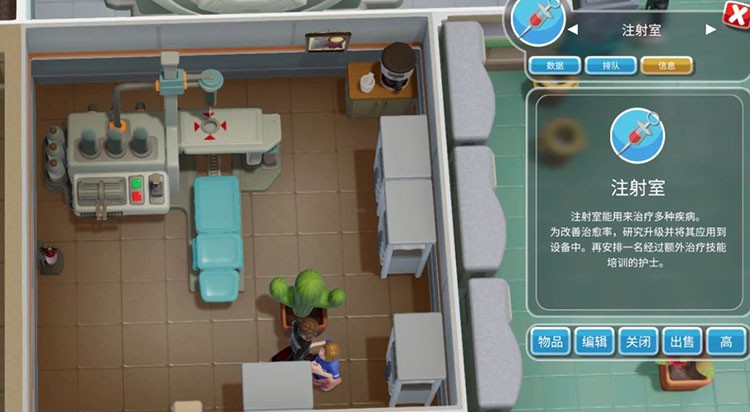 注射室
数据
排队
信息
注射室
注射室能用来治疗多种疾病。
为改善治愈率，研究升级并将其应用到
设备中。再安排一名经过额外治疗技能
培训的护士。
物品
编辑
关闭
出售
高